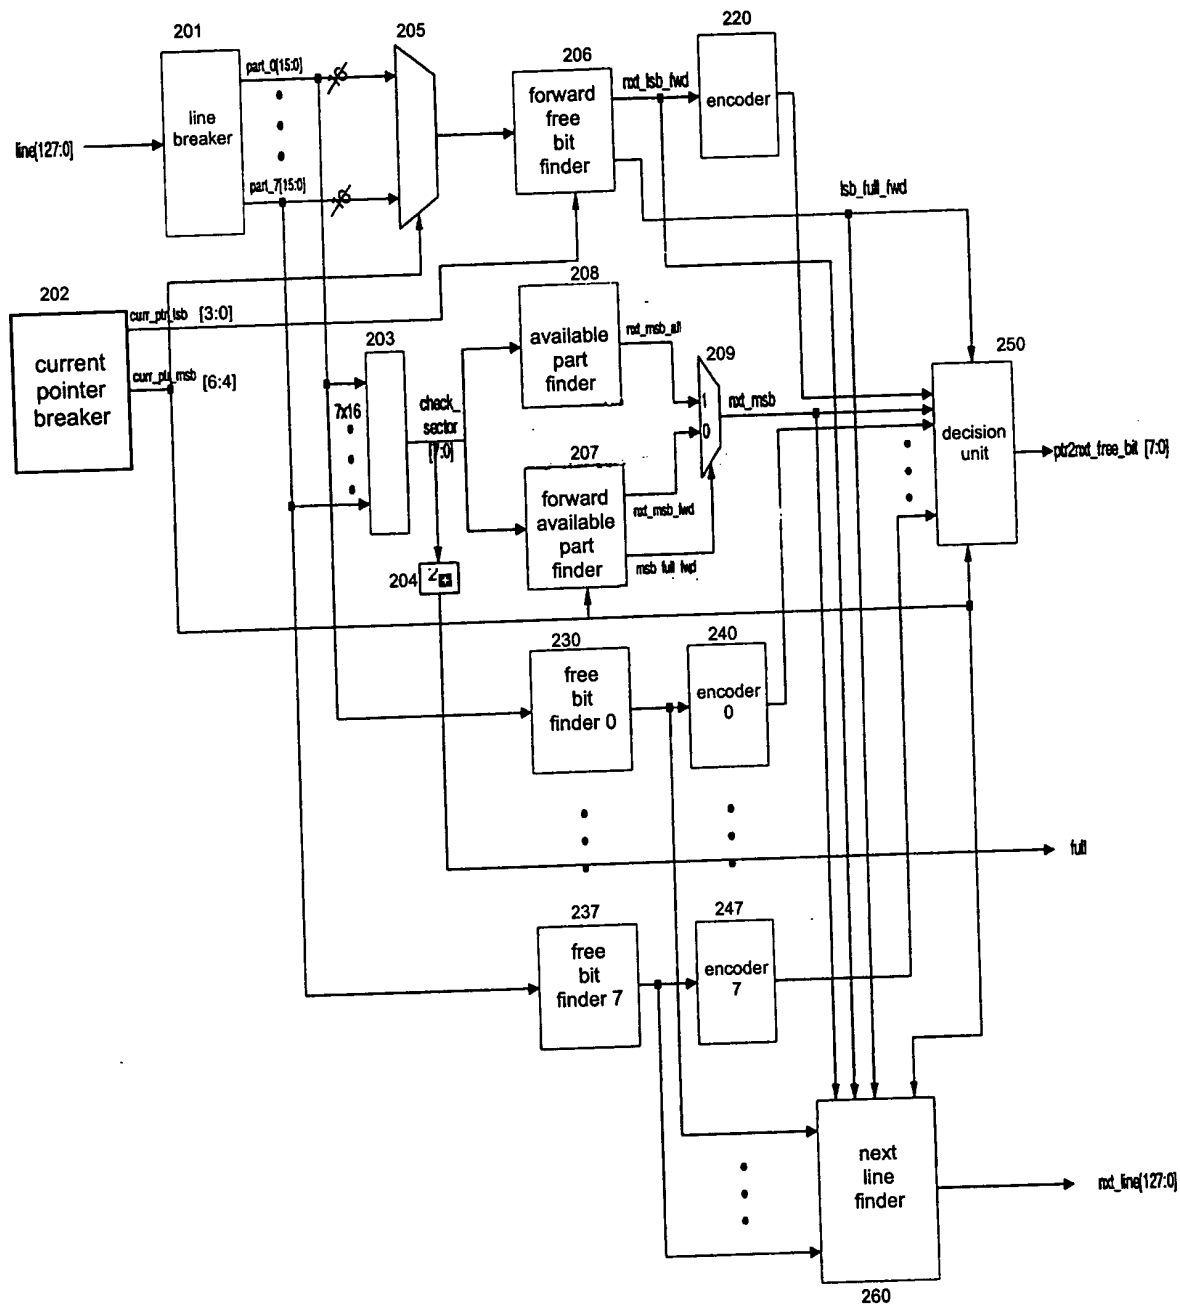 201
205
206
220
part_0[15:0]
line
breaker
line[127:0]
part_7[15:0]
forward
free
bit
finder
nxt_lsb_fwd
encoder
lsb_full_fwd
202
current
pointer
breaker
curr_ptr_lsb [3:0]
curr_ptr_msb [6:4]
203
7x16
check_
sector
[7:0]
204
208
available
part
finder
nxt_msb_all
209
1
0
nxt_msb
207
forward
available
part
finder
nxt_msb_fwd
msb_full_fwd
250
decision
unit
ptr2nxt_free_bit [7:0]
230
free
bit
finder 0
240
encoder
0
full
237
free
bit
finder 7
247
encoder
7
next
line
finder
nxt_line[127:0]
260